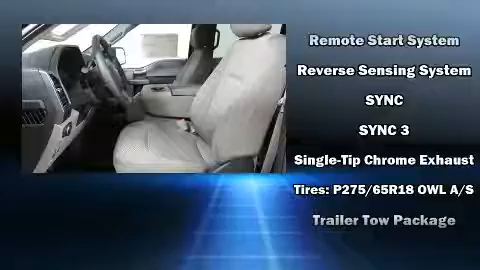 Remote Start System
Reverse Sensing System
SYNC
SYNC 3
Single-Tip Chrome Exhaust
Tires: P275/65R18 OWL A/S
Trailer Tow Package